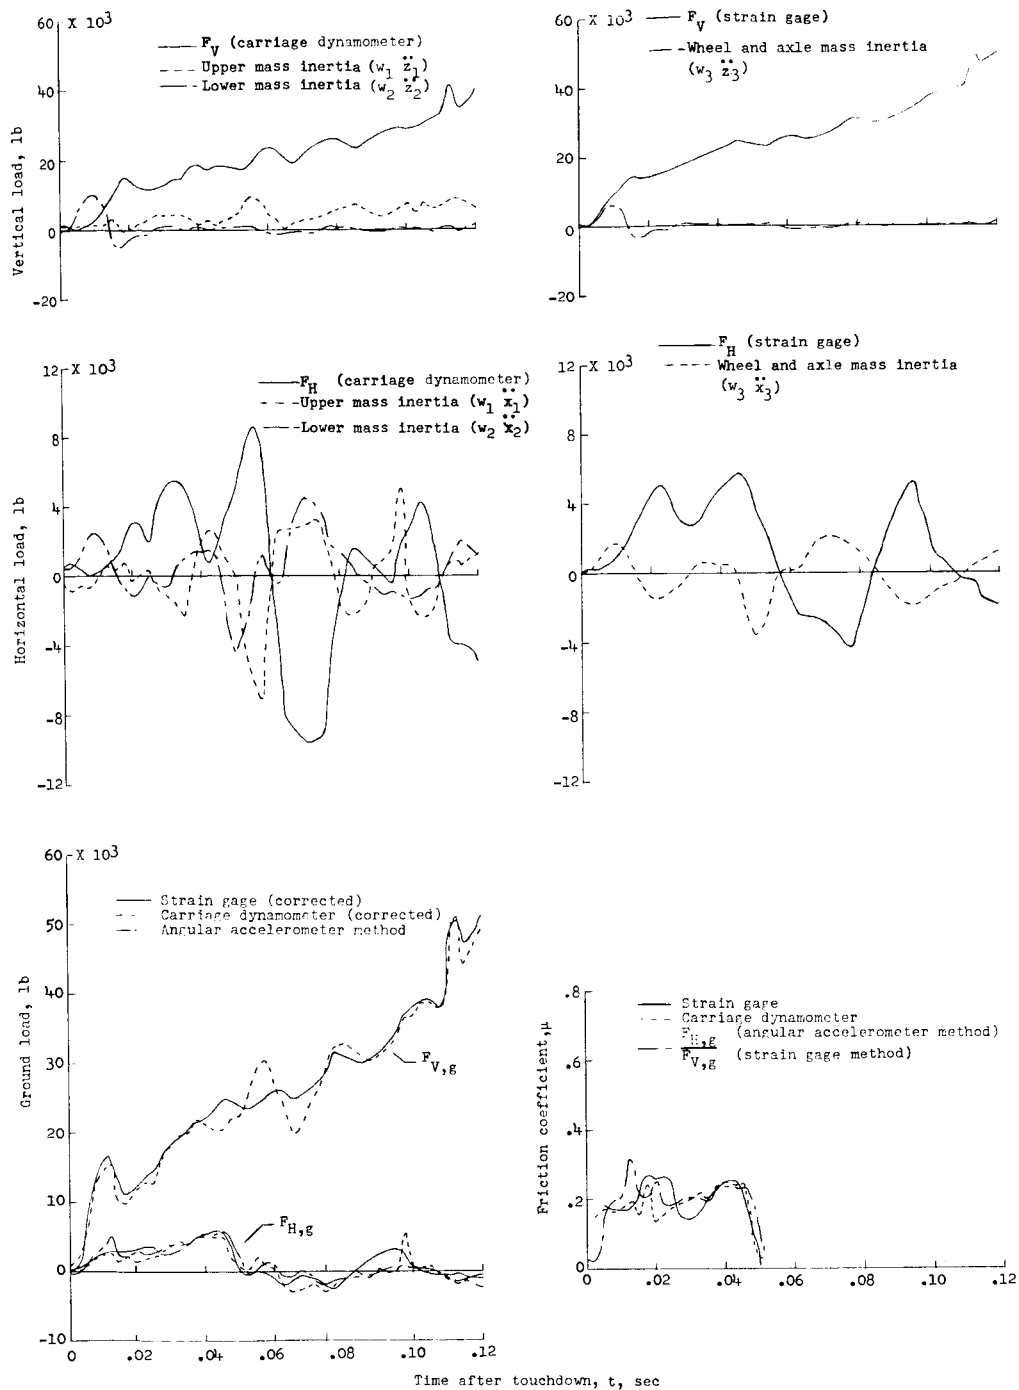 60 X 10³
F_V (carriage dynamometer)
Upper mass inertia (w₁ z̈₁)
Lower mass inertia (w₂ z̈₂)
40
20
0
-20
Vertical load, lb
60 X 10³
F_V (strain gage)
Wheel and axle mass inertia
(w₃ z̈₃)
40
20
0
-20
12 X 10³
F_H (carriage dynamometer)
Upper mass inertia (w₁ ẍ₁)
Lower mass inertia (w₂ ẍ₂)
8
4
0
-4
-8
-12
Horizontal load, lb
12 X 10³
F_H (strain gage)
Wheel and axle mass inertia
(w₃ ẍ₃)
8
4
0
-4
-8
-12
60 X 10³
Strain gage (corrected)
Carriage dynamometer (corrected)
Angular accelerometer method
50
40
30
20
10
0
-10
Ground load, lb
F_V,g
F_H,g
0 .02 .04 .06 .08 .10 .12
.8
Strain gage
Carriage dynamometer
F_H,g (angular accelerometer method)
F_V,g (strain gage method)
.6
.4
.2
0
Friction coefficient, μ
0 .02 .04 .06 .08 .10 .12
Time after touchdown, t, sec